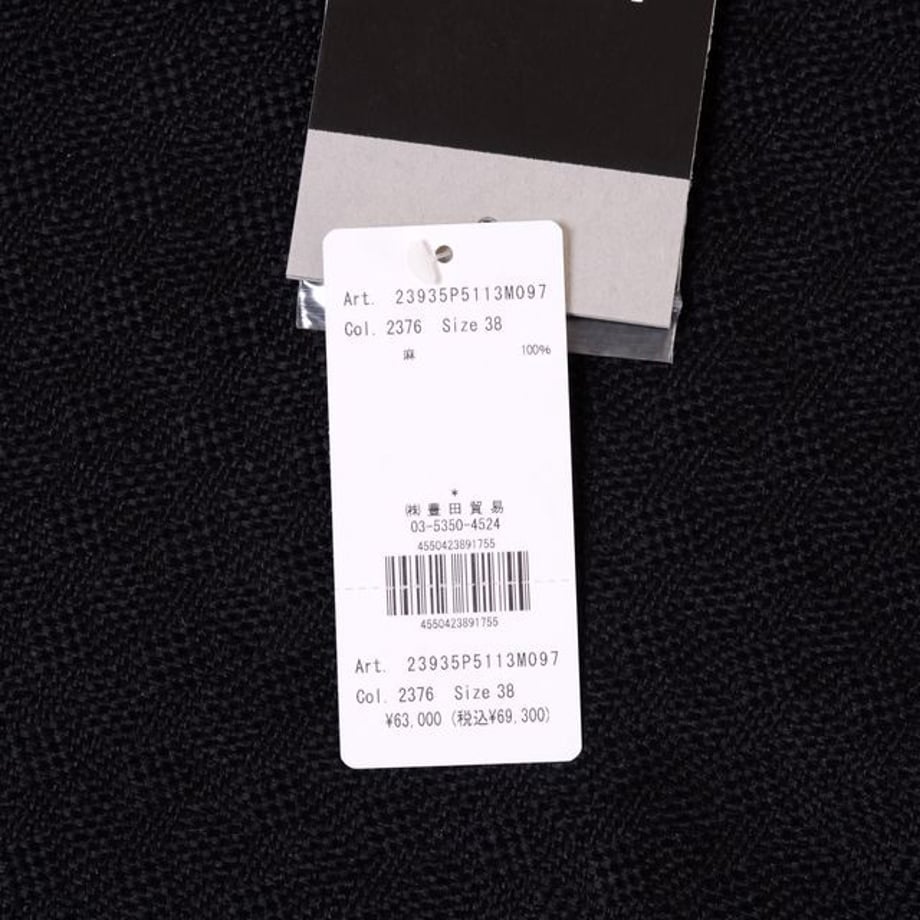 Art. 23935P5113M097
Col. 2376 Size 38
麻 100%
*
㈱ 豊田貿易
03-5350-4524
4550423891755
4550423891755
Art. 23935P5113M097
Col. 2376 Size 38
¥63,000 (税込¥69,300)